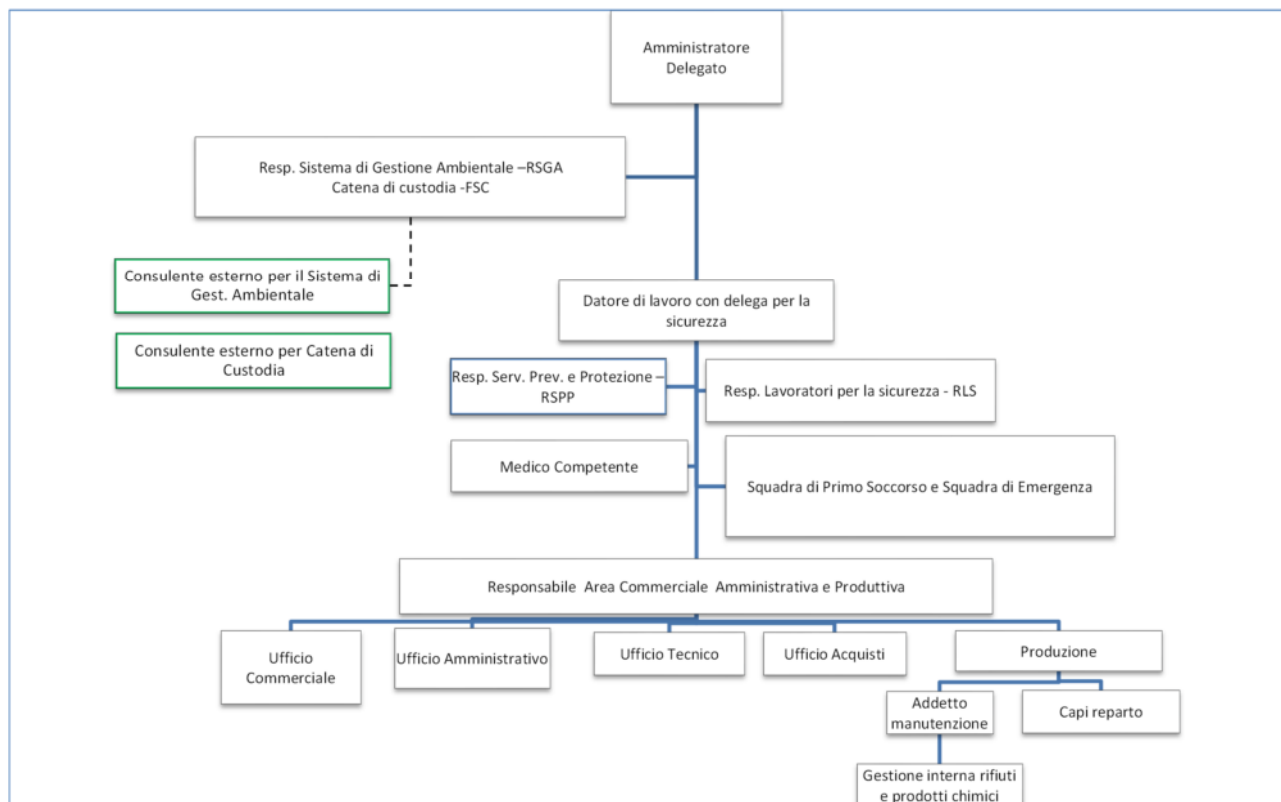 Amministratore
Delegato
Resp. Sistema di Gestione Ambientale –RSGA
Catena di custodia -FSC
Consulente esterno per il Sistema di
Gest. Ambientale
Datore di lavoro con delega per la
sicurezza
Consulente esterno per Catena di
Custodia
Resp. Serv. Prev. e Protezione –
RSPP
Resp. Lavoratori per la sicurezza - RLS
Medico Competente
Squadra di Primo Soccorso e Squadra di Emergenza
Responsabile Area Commerciale Amministrativa e Produttiva
Ufficio
Commerciale
Ufficio Amministrativo
Ufficio Tecnico
Ufficio Acquisti
Produzione
Addetto
manutenzione
Capi reparto
Gestione interna rifiuti
e prodotti chimici